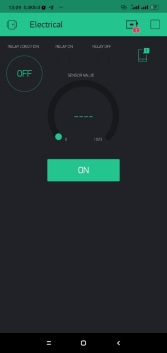 Electrical
RELAY CONDITION RELAY ON RELAY OFF
OFF
SENSOR VALUE
----
0 1023
ON